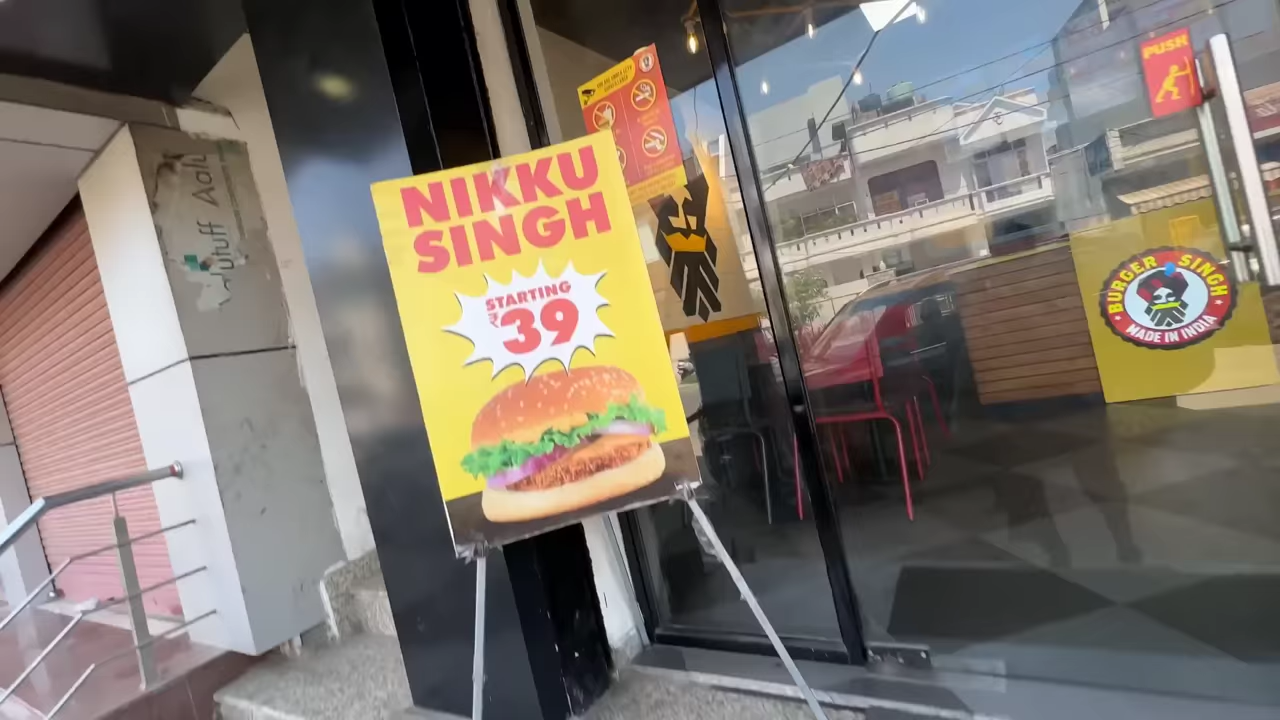 NIKKU
SINGH
STARTING
₹39
PUSH
BURGER SINGH
MADE IN INDIA